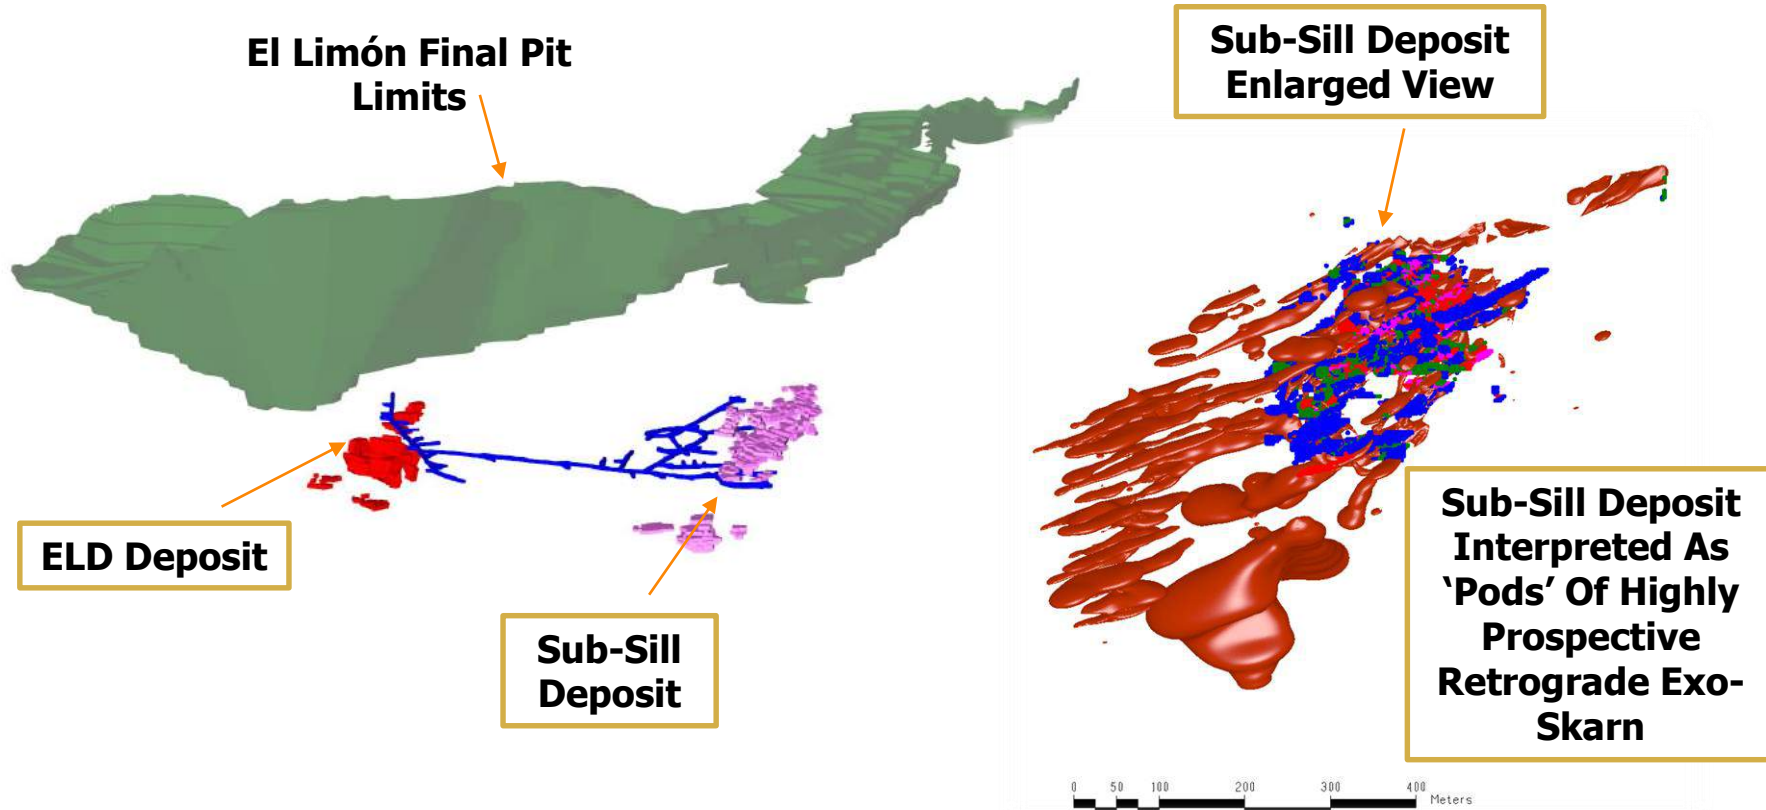 El Limón Final Pit
Limits
Sub-Sill Deposit
Enlarged View
ELD Deposit
Sub-Sill
Deposit
Sub-Sill Deposit
Interpreted As
‘Pods’ Of Highly
Prospective
Retrograde Exo-
Skarn
0 50 100 200 300 400
Meters